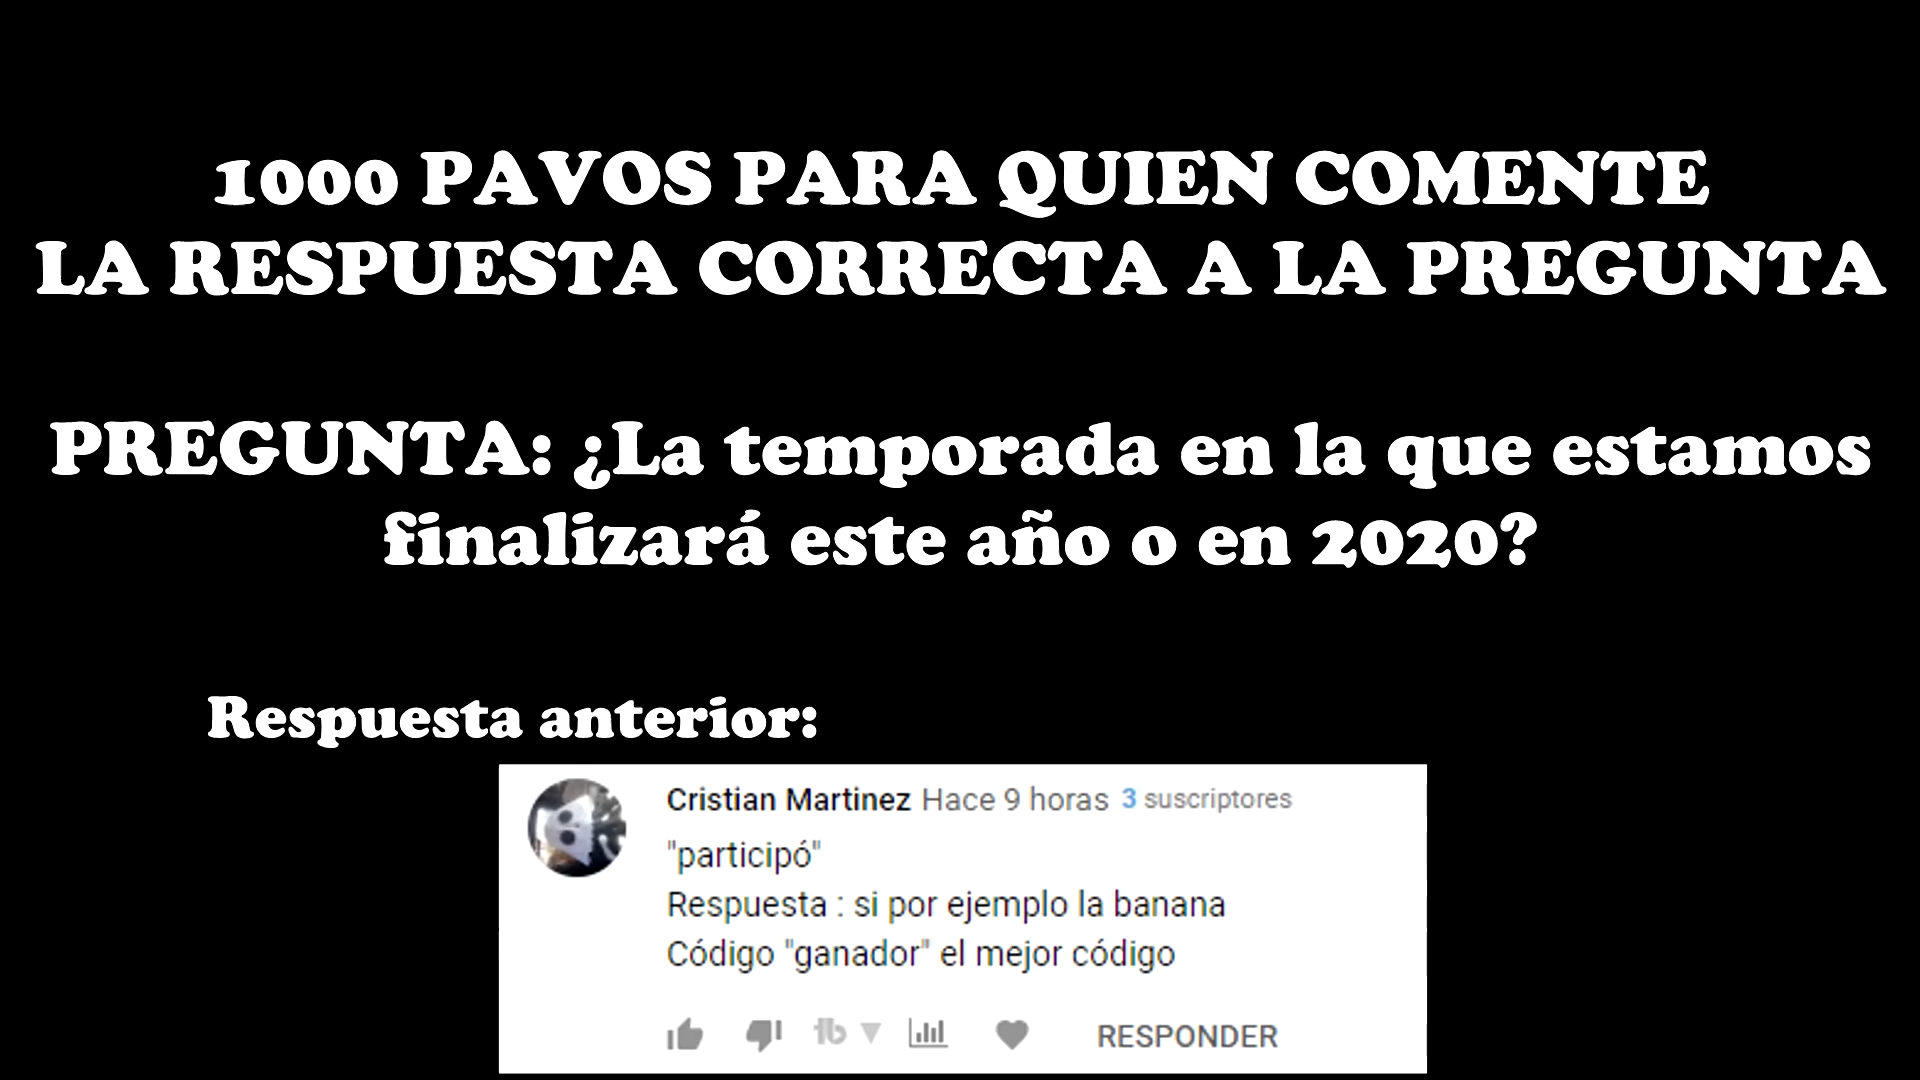 1000 PAVOS PARA QUIEN COMENTE
LA RESPUESTA CORRECTA A LA PREGUNTA
PREGUNTA: ¿La temporada en la que estamos
finalizará este año o en 2020?
Respuesta anterior:
Cristian Martinez Hace 9 horas 3 suscriptores
"participó"
Respuesta : si por ejemplo la banana
Código "ganador" el mejor código
tb
RESPONDER